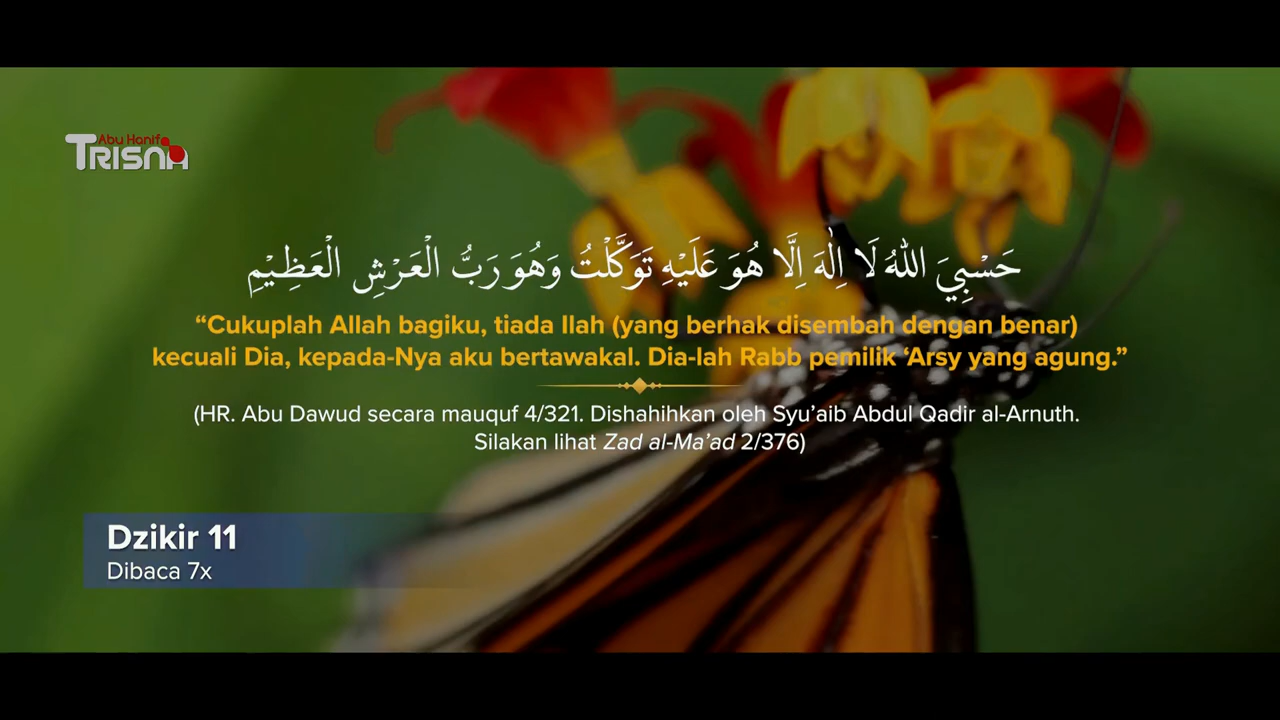 Abu Hanifa
TRISNA
حَسْبِيَ اللّٰهُ لَا اِلٰهَ اِلَّا هُوَ عَلَيْهِ تَوَكَّلْتُ وَهُوَ رَبُّ الْعَرْشِ الْعَظِيْمِ
“Cukuplah Allah bagiku, tiada Ilah (yang berhak disembah dengan benar)
kecuali Dia, kepada-Nya aku bertawakal. Dia-lah Rabb pemilik ‘Arsy yang agung.”
(HR. Abu Dawud secara mauquf 4/321. Dishahihkan oleh Syu’aib Abdul Qadir al-Arnuth.
Silakan lihat Zad al-Ma’ad 2/376)
Dzikir 11
Dibaca 7x